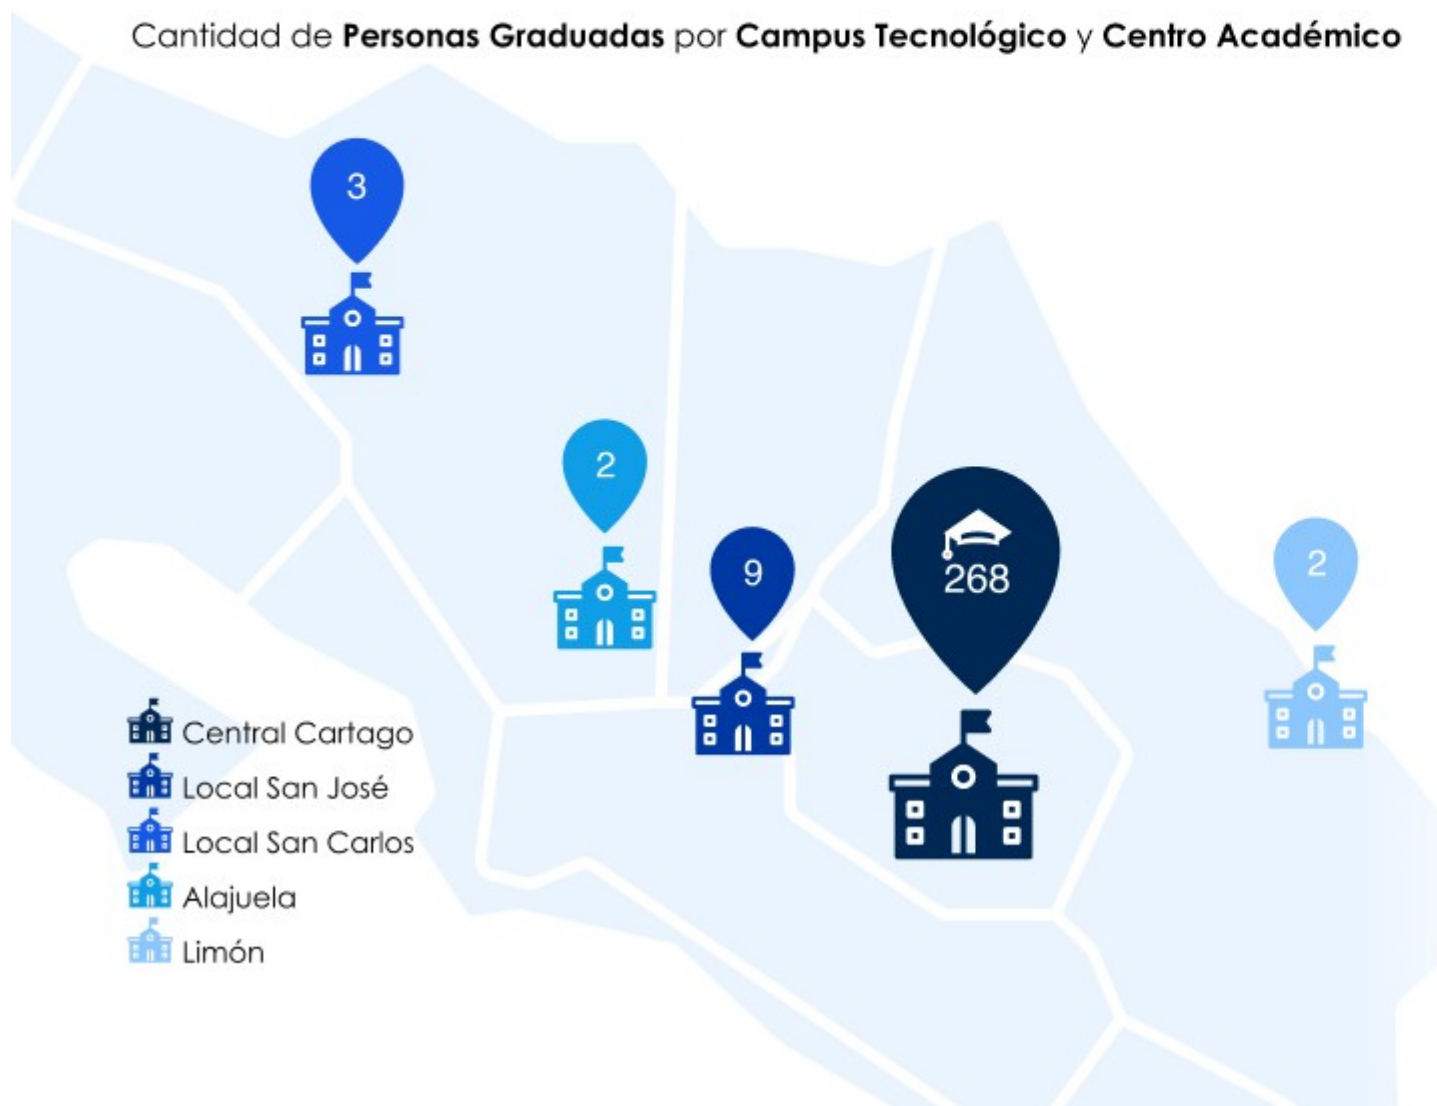 Cantidad de Personas Graduadas por Campus Tecnológico y Centro Académico
3
2
9
268
2
Central Cartago
Local San José
Local San Carlos
Alajuela
Limón